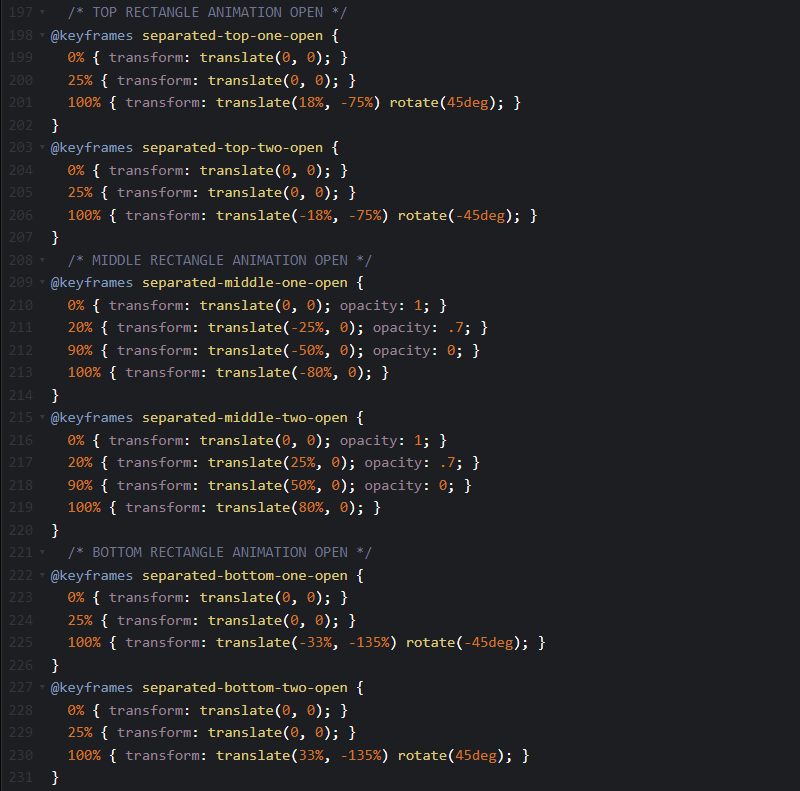 197 /* TOP RECTANGLE ANIMATION OPEN */
198 @keyframes separated-top-one-open {
199 0% { transform: translate(0, 0); }
200 25% { transform: translate(0, 0); }
201 100% { transform: translate(18%, -75%) rotate(45deg); }
202 }
203 @keyframes separated-top-two-open {
204 0% { transform: translate(0, 0); }
205 25% { transform: translate(0, 0); }
206 100% { transform: translate(-18%, -75%) rotate(-45deg); }
207 }
208 /* MIDDLE RECTANGLE ANIMATION OPEN */
209 @keyframes separated-middle-one-open {
210 0% { transform: translate(0, 0); opacity: 1; }
211 20% { transform: translate(-25%, 0); opacity: .7; }
212 90% { transform: translate(-50%, 0); opacity: 0; }
213 100% { transform: translate(-80%, 0); }
214 }
215 @keyframes separated-middle-two-open {
216 0% { transform: translate(0, 0); opacity: 1; }
217 20% { transform: translate(25%, 0); opacity: .7; }
218 90% { transform: translate(50%, 0); opacity: 0; }
219 100% { transform: translate(80%, 0); }
220 }
221 /* BOTTOM RECTANGLE ANIMATION OPEN */
222 @keyframes separated-bottom-one-open {
223 0% { transform: translate(0, 0); }
224 25% { transform: translate(0, 0); }
225 100% { transform: translate(-33%, -135%) rotate(-45deg); }
226 }
227 @keyframes separated-bottom-two-open {
228 0% { transform: translate(0, 0); }
229 25% { transform: translate(0, 0); }
230 100% { transform: translate(33%, -135%) rotate(45deg); }
231 }